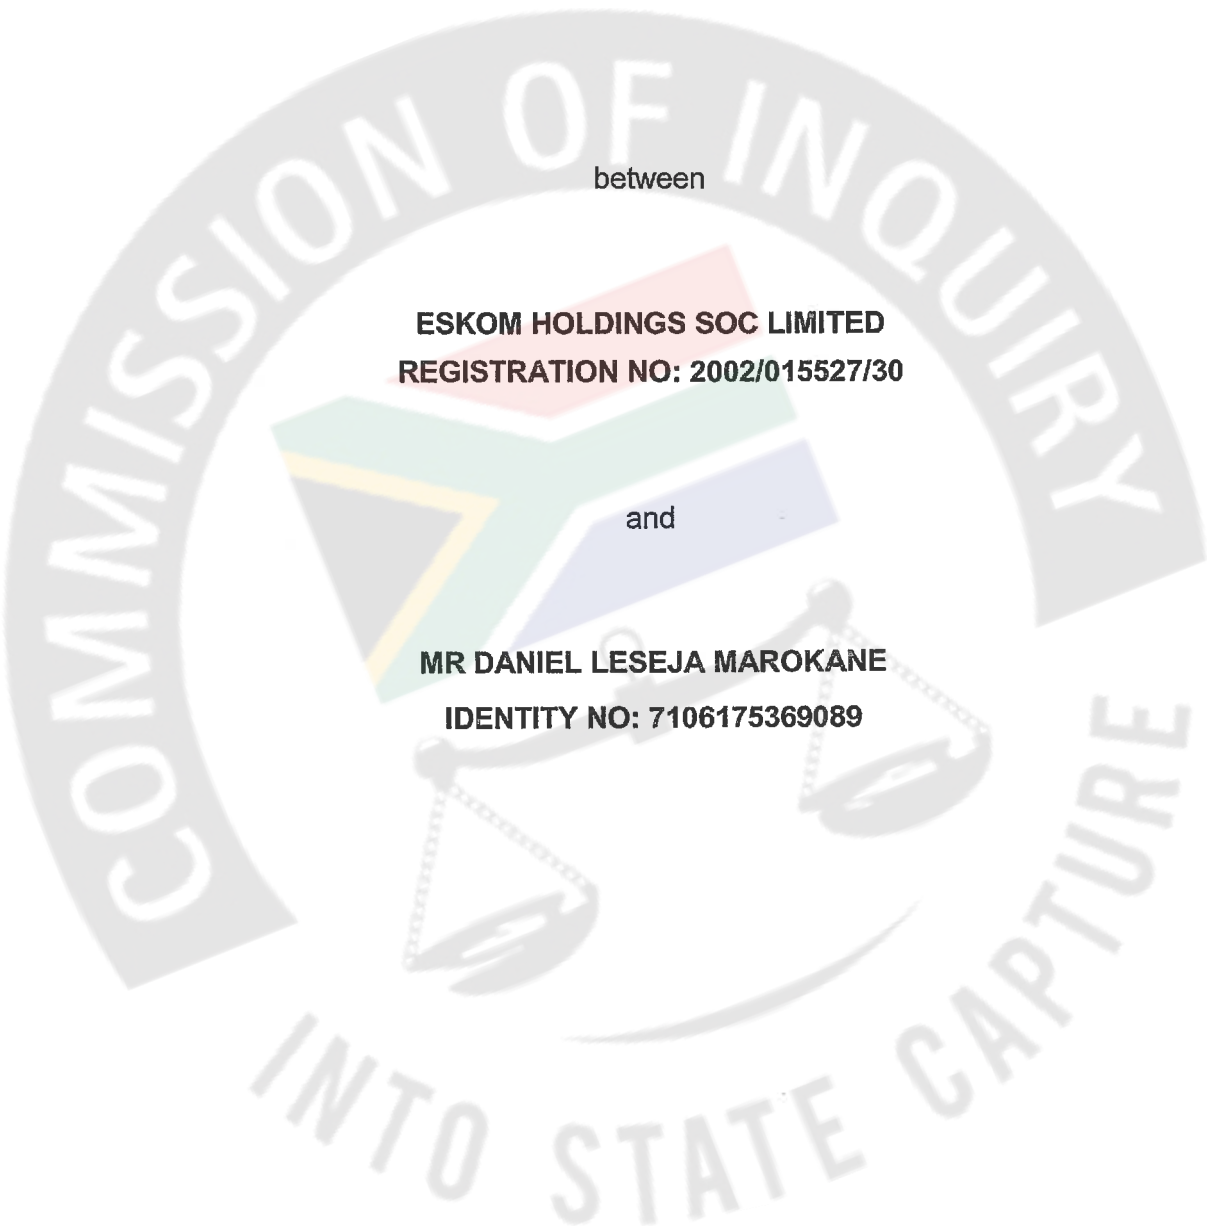 COMMISSION OF INQUIRY
between
ESKOM HOLDINGS SOC LIMITED
REGISTRATION NO: 2002/015527/30
and
MR DANIEL LESEJA MAROKANE
IDENTITY NO: 7106175369089
INTO STATE CAPTURE